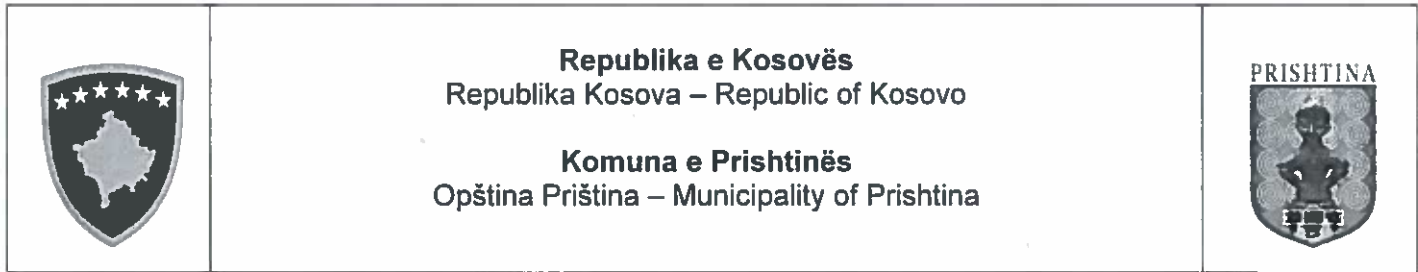 Republika e Kosovës
Republika Kosova – Republic of Kosovo
Komuna e Prishtinës
Opština Priština – Municipality of Prishtina
PRISHTINA